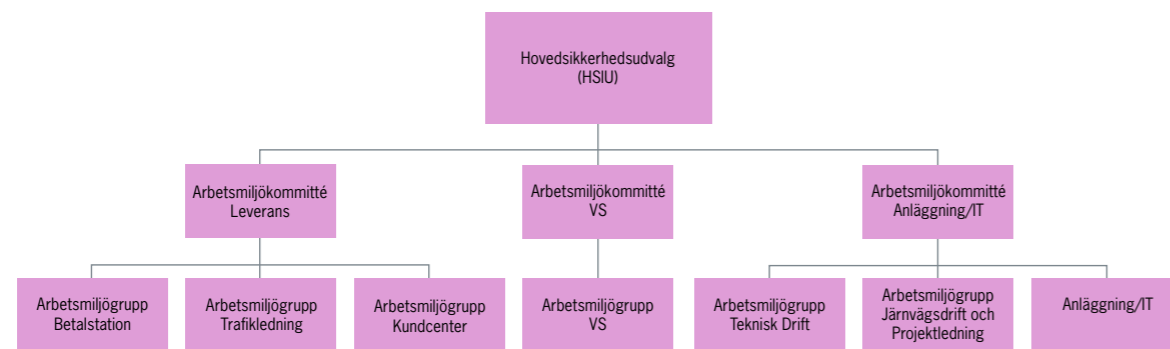 Hovedsikkerhedsudvalg
(HSIU)
Arbetsmiljökommitté
Leverans
Arbetsmiljökommitté
VS
Arbetsmiljökommitté
Anläggning/IT
Arbetsmiljögrupp
Betalstation
Arbetsmiljögrupp
Trafikledning
Arbetsmiljögrupp
Kundcenter
Arbetsmiljögrupp
VS
Arbetsmiljögrupp
Teknisk Drift
Arbetsmiljögrupp
Järnvägsdrift och
Projektledning
Anläggning/IT